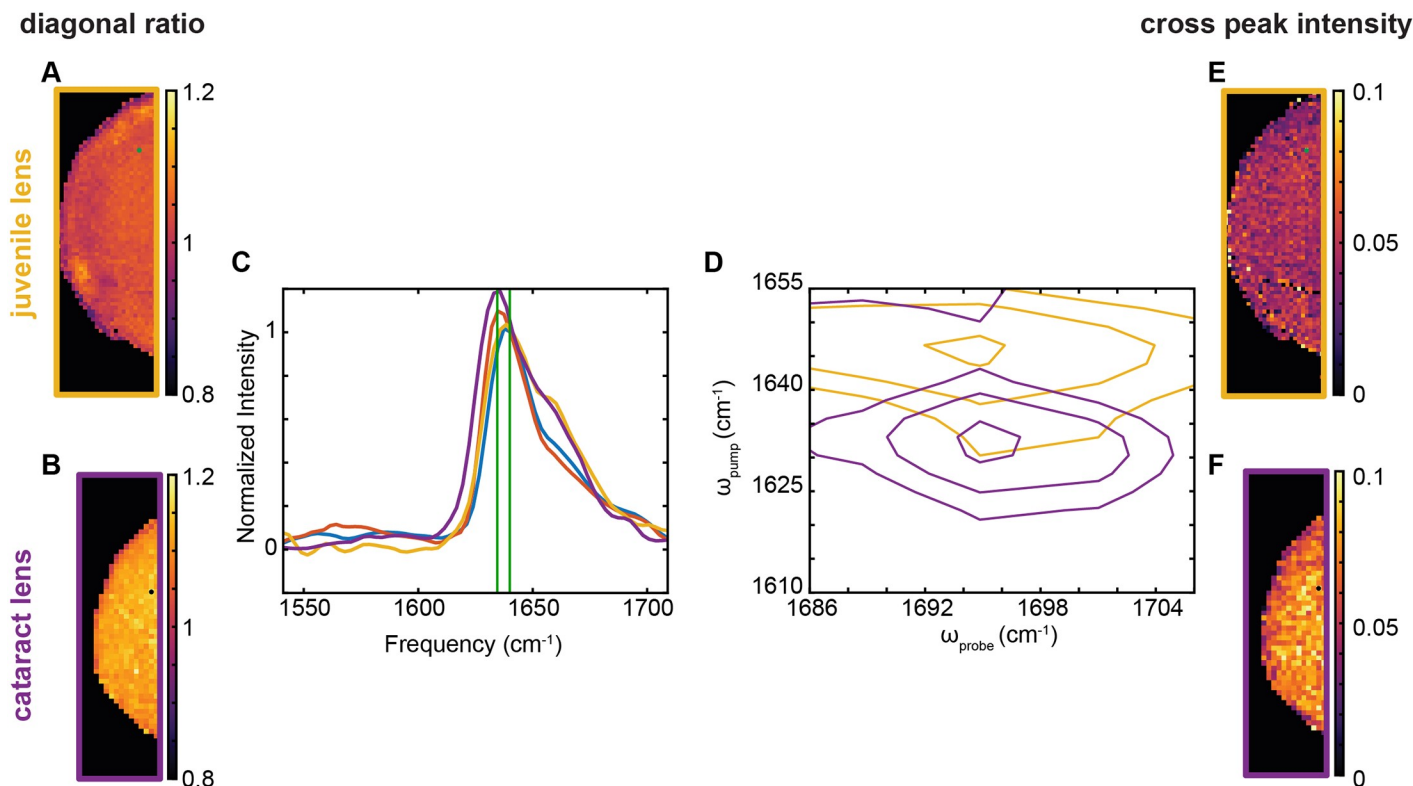 diagonal ratio
cross peak intensity
A
juvenile lens
1.2
1
0.8
B
cataract lens
1.2
1
0.8
C
Normalized Intensity
1
0
1550
1600
1650
1700
Frequency (cm⁻¹)
D
ωpump (cm⁻¹)
1655
1640
1625
1610
1686
1692
1698
1704
ωprobe (cm⁻¹)
E
0.1
0.05
0
F
0.1
0.05
0